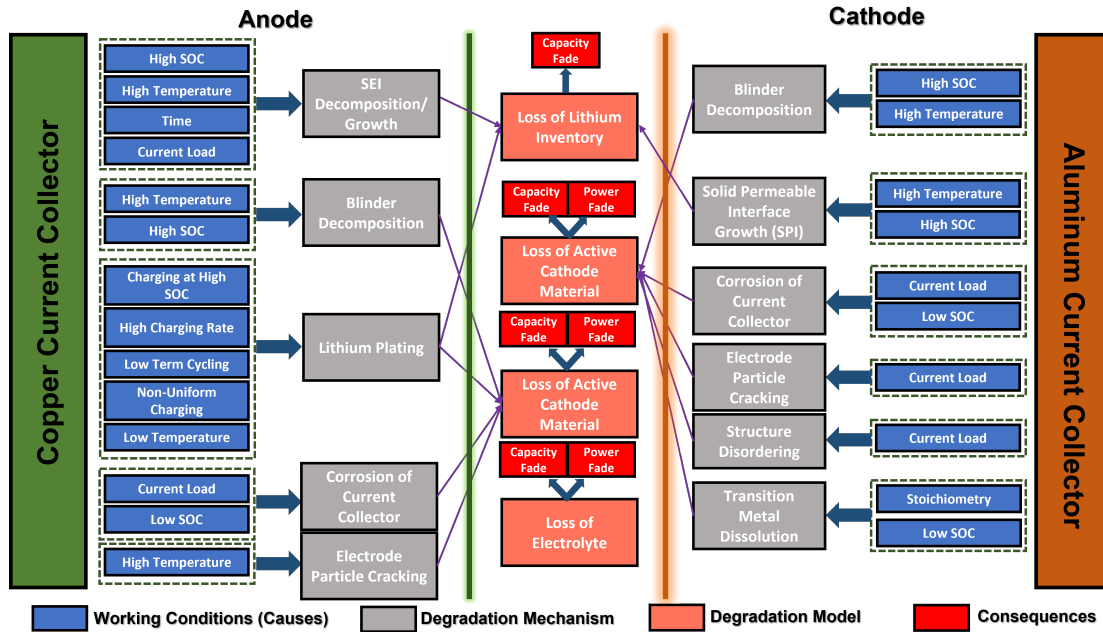 Anode
Cathode
Copper Current Collector
High SOC
High Temperature
Time
Current Load
SEI
Decomposition/
Growth
High Temperature
High SOC
Blinder
Decomposition
Charging at High
SOC
High Charging Rate
Low Term Cycling
Non-Uniform
Charging
Low Temperature
Lithium Plating
Current Load
Low SOC
Corrosion of
Current
Collector
High Temperature
Electrode
Particle Cracking
Capacity
Fade
Loss of Lithium
Inventory
Capacity
Fade
Power
Fade
Loss of Active
Cathode
Material
Capacity
Fade
Power
Fade
Loss of Active
Cathode
Material
Capacity
Fade
Power
Fade
Loss of
Electrolyte
Blinder
Decomposition
High SOC
High Temperature
Solid Permeable
Interface
Growth (SPI)
High Temperature
High SOC
Corrosion of
Current
Collector
Current Load
Low SOC
Electrode
Particle
Cracking
Current Load
Structure
Disordering
Current Load
Transition
Metal
Dissolution
Stoichiometry
Low SOC
Aluminum Current Collector
Working Conditions (Causes)
Degradation Mechanism
Degradation Model
Consequences